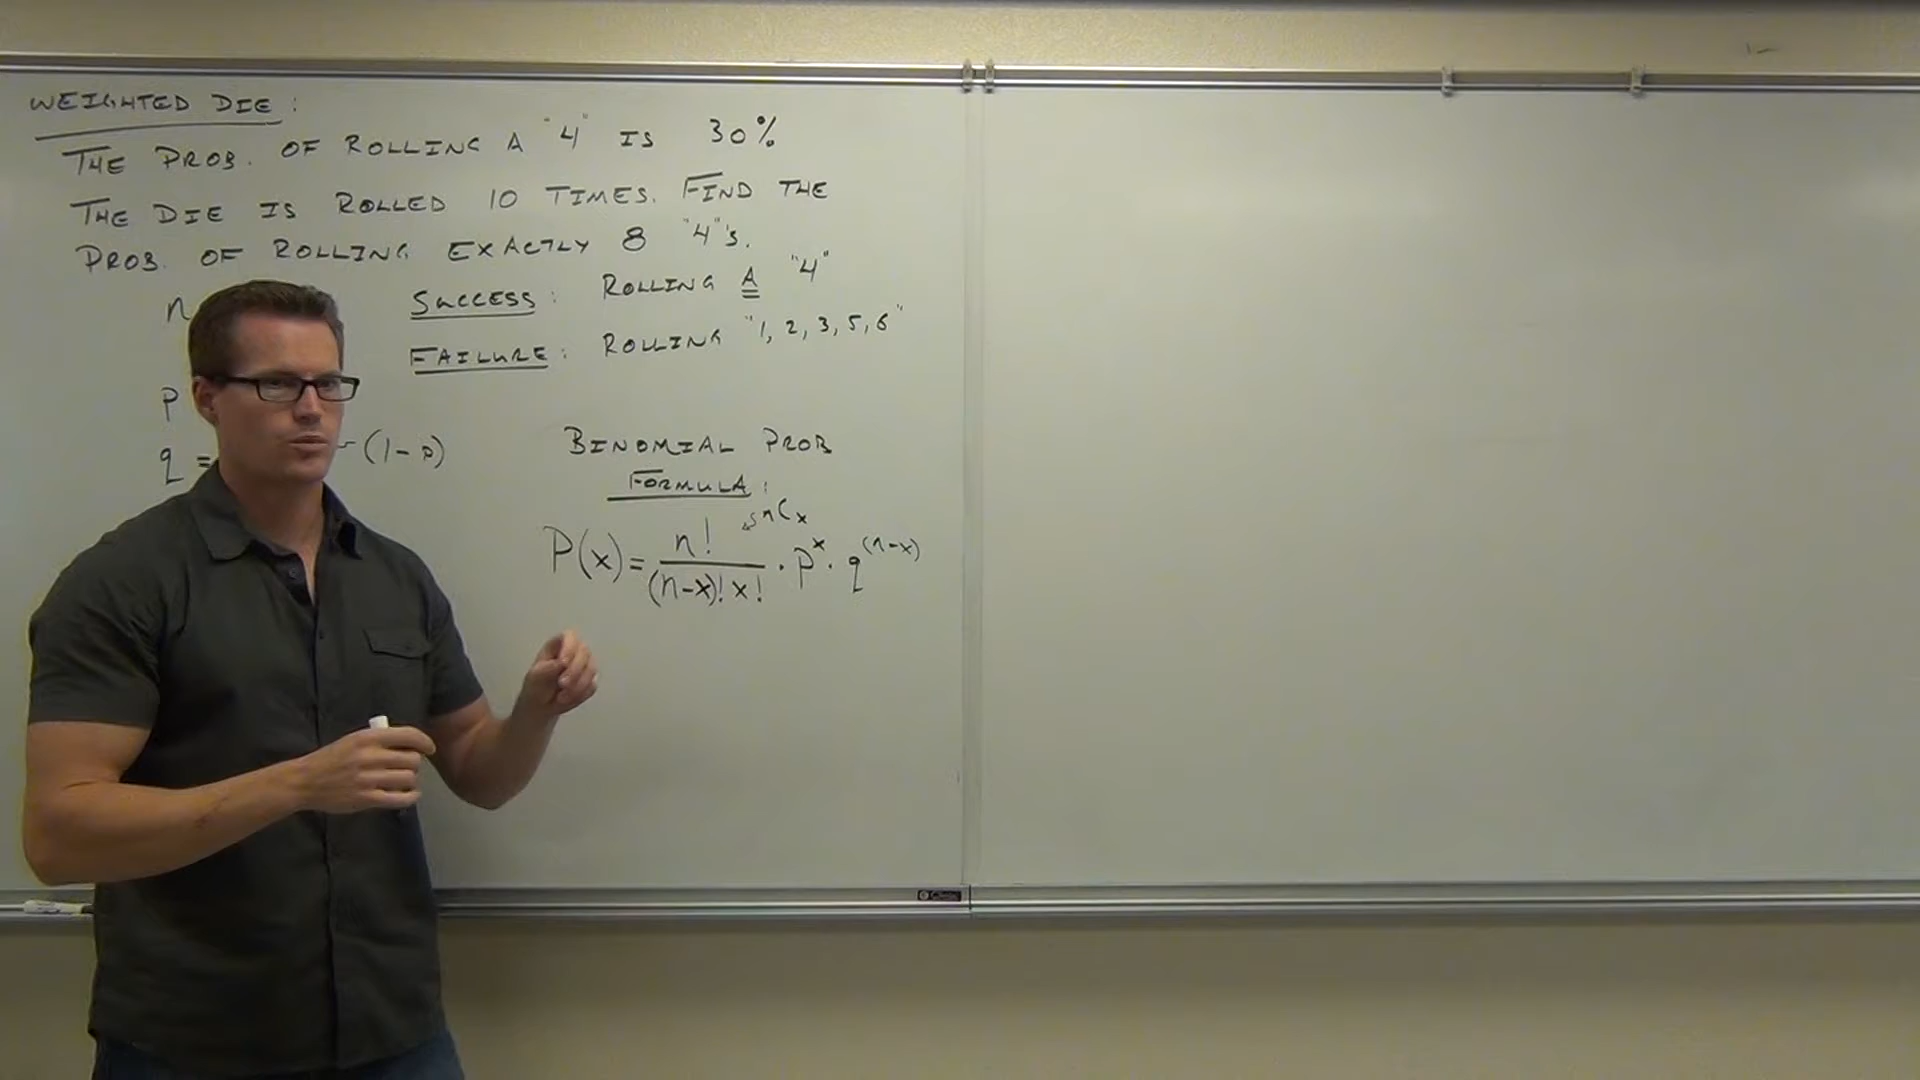 WEIGHTED DIE:
THE PROB. OF ROLLING A "4" IS 30%
THE DIE IS ROLLED 10 TIMES. FIND THE
PROB. OF ROLLING EXACTLY 8 "4"s.
n
SUCCESS: ROLLING A "4"
FAILURE: ROLLING "1, 2, 3, 5, 6"
p
q = (1-p)
BINOMIAL PROB
FORMULA:
nCx
P(x) = n! / (n-x)! x! · p^x · q^(n-x)